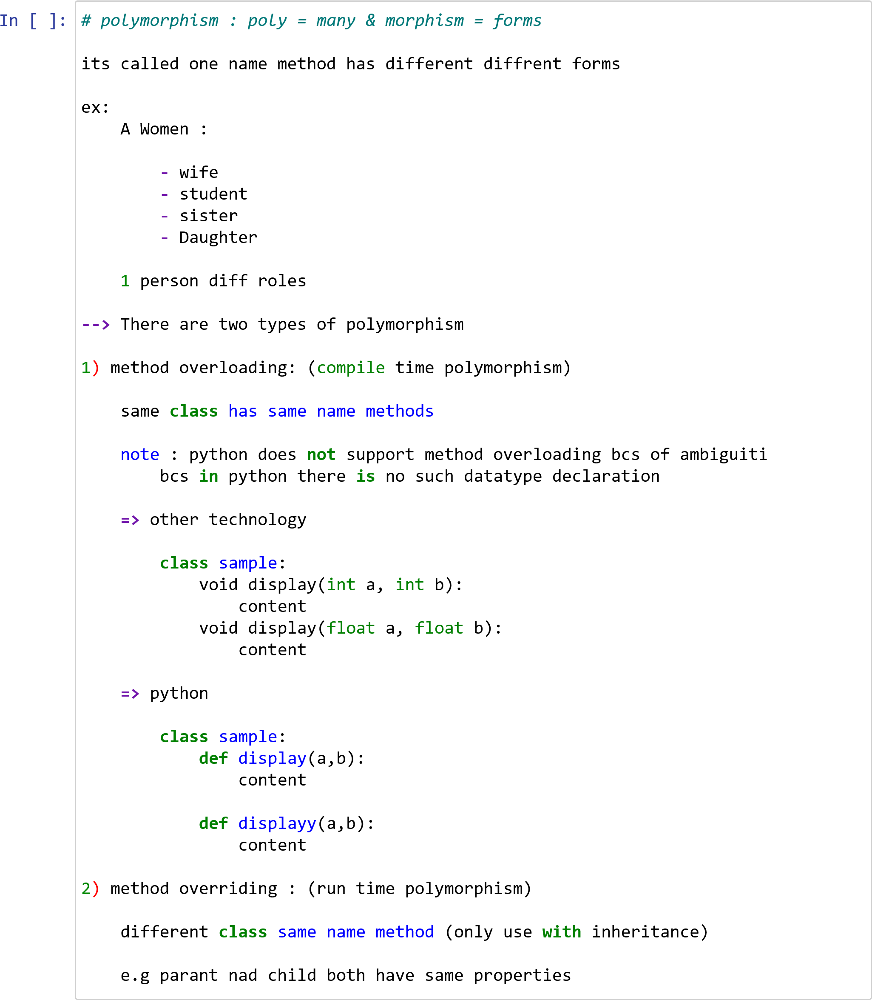 In [ ]: # polymorphism : poly = many & morphism = forms
its called one name method has different diffrent forms
ex:
A Women :
- wife
- student
- sister
- Daughter
1 person diff roles
--> There are two types of polymorphism
1) method overloading: (compile time polymorphism)
same class has same name methods
note : python does not support method overloading bcs of ambiguiti
bcs in python there is no such datatype declaration
=> other technology
class sample:
void display(int a, int b):
content
void display(float a, float b):
content
=> python
class sample:
def display(a,b):
content
def displayy(a,b):
content
2) method overriding : (run time polymorphism)
different class same name method (only use with inheritance)
e.g parant nad child both have same properties